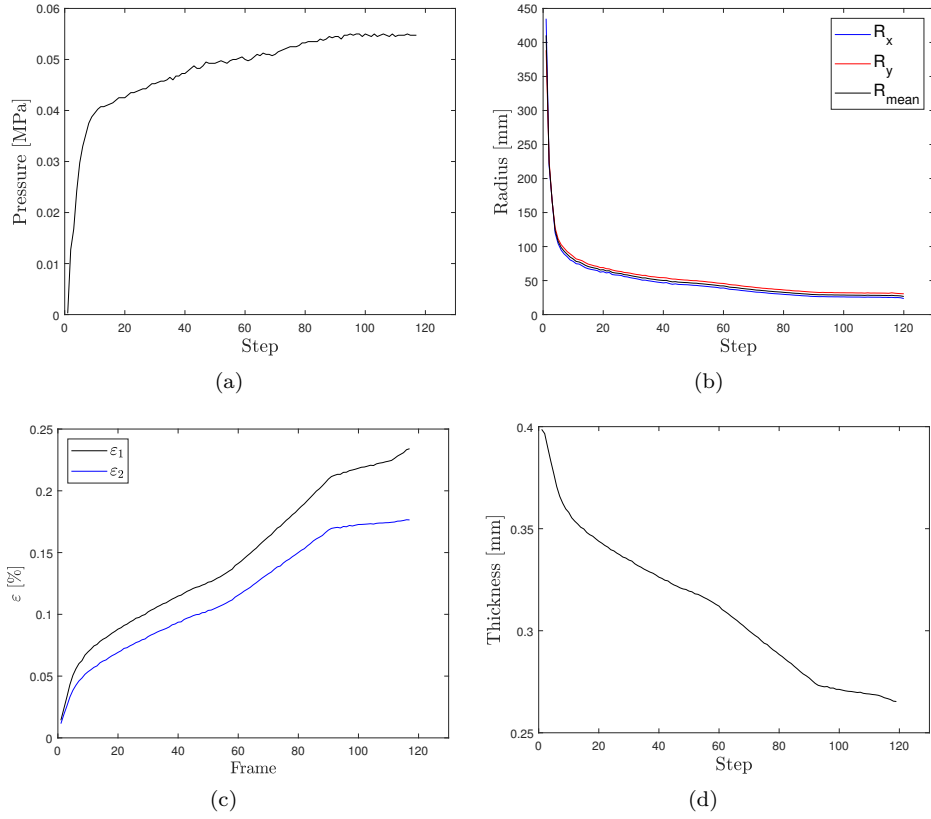 0.06
0.05
0.04
0.03
0.02
0.01
0
Pressure [MPa]
0 20 40 60 80 100 120
Step
(a)
450
400
350
300
250
200
150
100
50
0
Radius [mm]
R_x
R_y
R_mean
0 20 40 60 80 100 120
Step
(b)
0.25
0.2
0.15
0.1
0.05
0
ε [%]
ε₁
ε₂
0 20 40 60 80 100 120
Frame
(c)
0.4
0.35
0.3
0.25
Thickness [mm]
0 20 40 60 80 100 120
Step
(d)